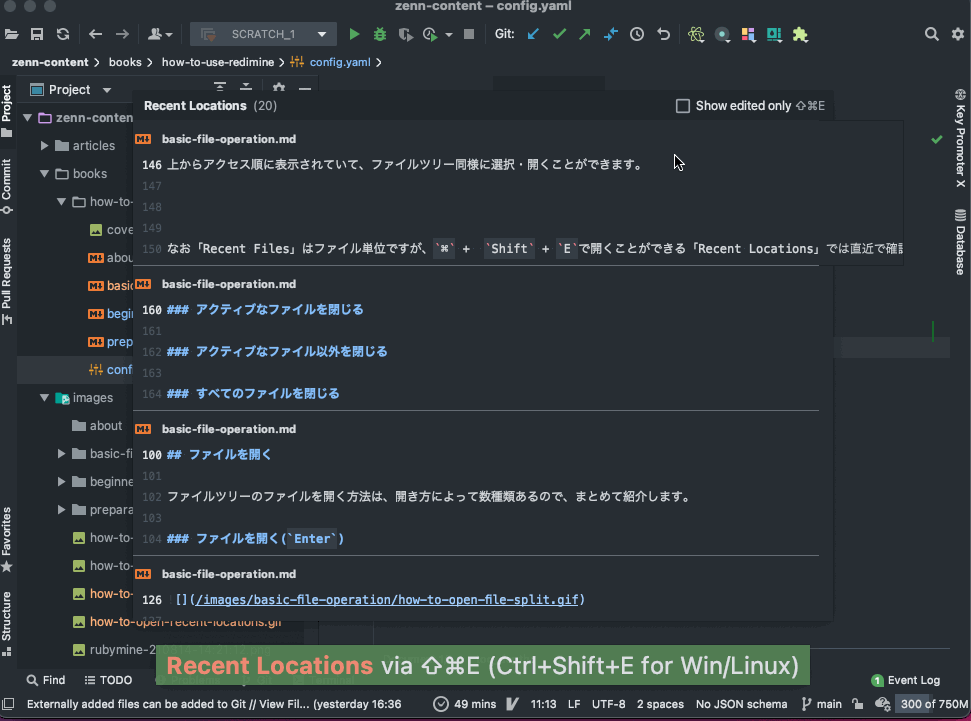 zenn-content – config.yaml
SCRATCH_1
Git:
zenn-content
books
how-to-use-redimine
config.yaml
Project
Recent Locations (20)
Show edited only ⇧⌘E
Project
Commit
Pull Requests
Favorites
Structure
Key Promoter X
Database
zenn-conten
articles
books
how-to-
cove
abou
basic
begin
prep
conf
images
about
basic-fi
beginne
prepara
how-to-
how-to-
how-to-
how-to-open-recent-locations.gif
rubymine-2
basic-file-operation.md
146 上からアクセス順に表示されていて、ファイルツリー同様に選択・開くことができます。
147
148
149
150 なお「Recent Files」はファイル単位ですが、`⌘` + `Shift` + `E`で開くことができる「Recent Locations」では直近で確認
basic-file-operation.md
160 ### アクティブなファイルを閉じる
161
162 ### アクティブなファイル以外を閉じる
163
164 ### すべてのファイルを閉じる
basic-file-operation.md
100 ## ファイルを開く
101
102 ファイルツリーのファイルを開く方法は、開き方によって数種類あるので、まとめて紹介します。
103
104 ### ファイルを開く(`Enter`)
basic-file-operation.md
126 [](/images/basic-file-operation/how-to-open-file-split.gif)
Recent Locations via ⇧⌘E (Ctrl+Shift+E for Win/Linux)
Find
TODO
Event Log
Externally added files can be added to Git // View Fil... (yesterday 16:36
49 mins
11:13
LF
UTF-8
2 spaces
No JSON schema
main
300 of 750M